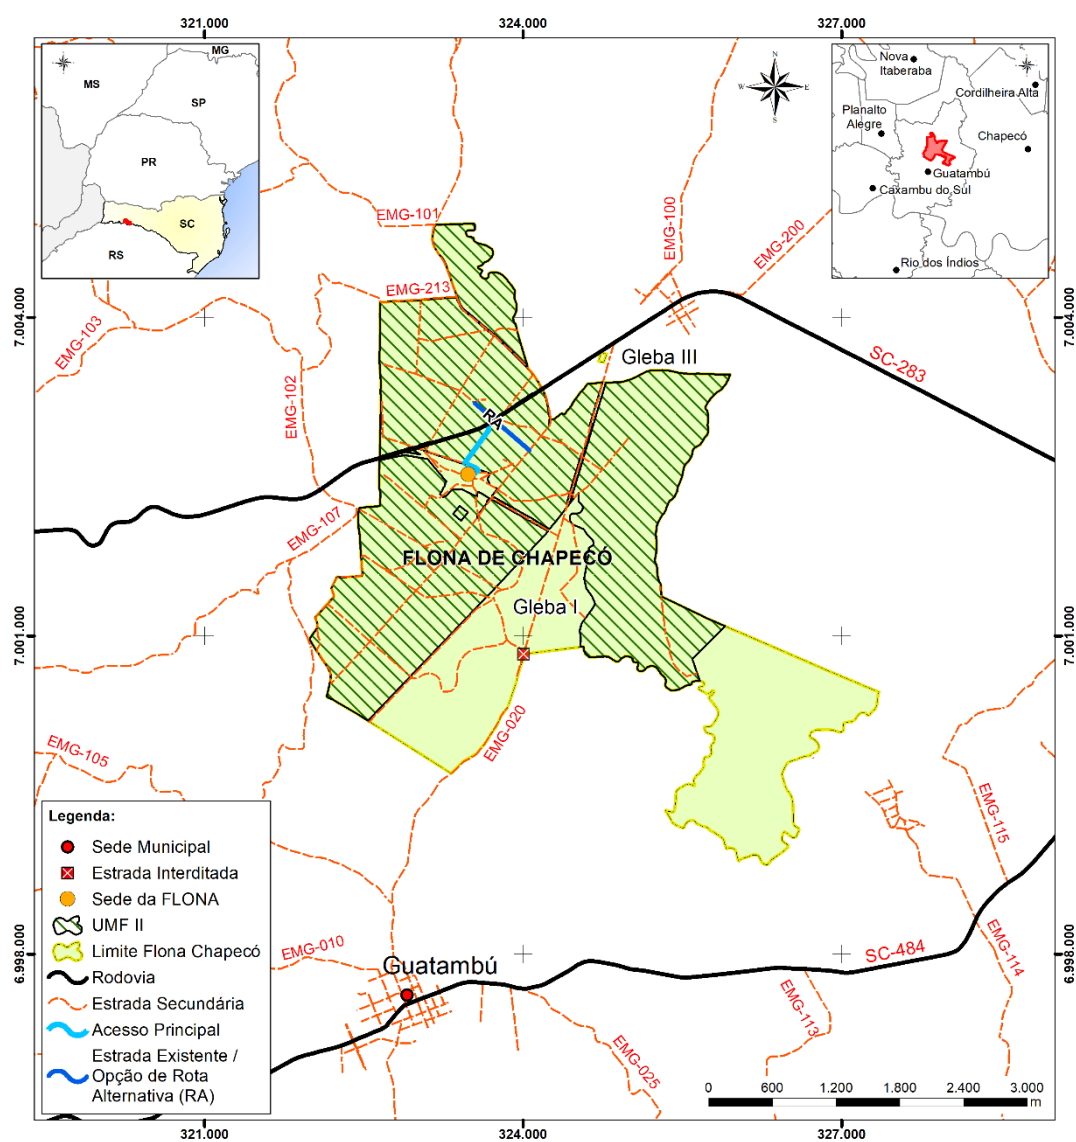 321.000
324.000
327.000
MG
MS
SP
PR
SC
RS
N
W
E
S
Nova
Itaberaba
Cordilheira Alta
Planalto
Alegre
Chapecó
Guatambú
Caxambu do Sul
Rio dos Índios
EMG-101
EMG-100
EMG-200
EMG-213
7.004.000
7.004.000
EMG-103
Gleba III
SC-283
EMG-102
RA
EMG-107
FLONA DE CHAPECÓ
Gleba I
7.001.000
7.001.000
EMG-020
EMG-105
EMG-115
Legenda:
Sede Municipal
Estrada Interditada
Sede da FLONA
UMF II
Limite Flona Chapecó
Rodovia
Estrada Secundária
Acesso Principal
Estrada Existente /
Opção de Rota
Alternativa (RA)
EMG-010
Guatambú
SC-484
EMG-114
6.998.000
6.998.000
EMG-113
EMG-025
0 600 1.200 1.800 2.400 3.000
m
321.000
324.000
327.000